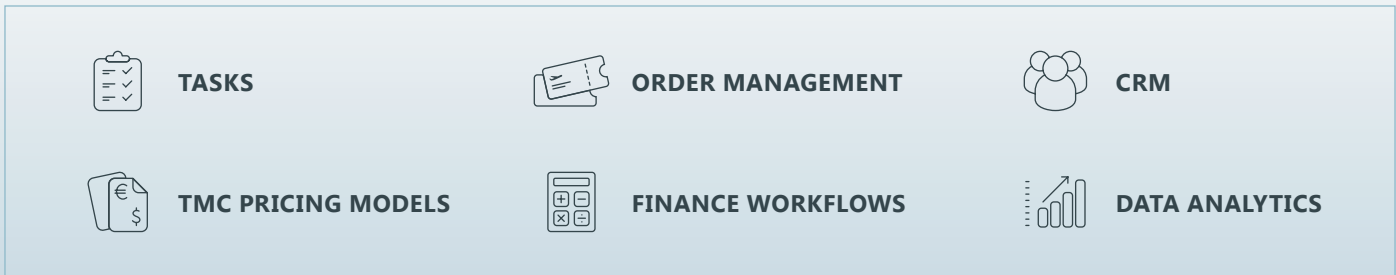 TASKS
ORDER MANAGEMENT
CRM
€
$
TMC PRICING MODELS
FINANCE WORKFLOWS
DATA ANALYTICS